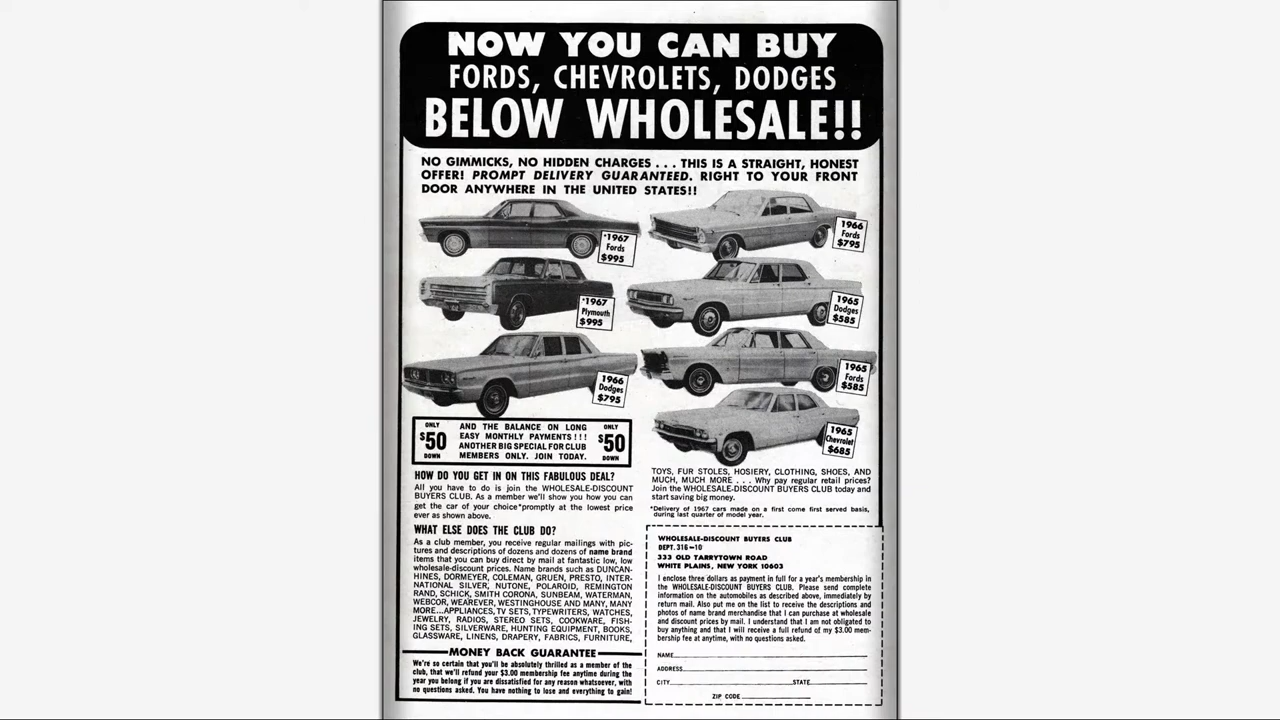 NOW YOU CAN BUY
FORDS, CHEVROLETS, DODGES
BELOW WHOLESALE!!
NO GIMMICKS, NO HIDDEN CHARGES . . . THIS IS A STRAIGHT, HONEST
OFFER! PROMPT DELIVERY GUARANTEED. RIGHT TO YOUR FRONT
DOOR ANYWHERE IN THE UNITED STATES!!
*1967
Fords
$995
1966
Fords
$795
*1967
Plymouth
$995
1965
Dodges
$585
1966
Dodges
$795
1965
Fords
$585
1965
Chevrolet
$685
ONLY
$50
DOWN
AND THE BALANCE ON LONG
EASY MONTHLY PAYMENTS!!!
ANOTHER BIG SPECIAL FOR CLUB
MEMBERS ONLY. JOIN TODAY.
ONLY
$50
DOWN
HOW DO YOU GET IN ON THIS FABULOUS DEAL?
All you have to do is join the WHOLESALE-DISCOUNT
BUYERS CLUB. As a member we'll show you how you can
get the car of your choice*promptly at the lowest price
ever as shown above.
WHAT ELSE DOES THE CLUB DO?
As a club member, you receive regular mailings with pic-
tures and descriptions of dozens and dozens of name brand
items that you can buy direct by mail at fantastic low, low
wholesale-discount prices. Name brands such as DUNCAN-
HINES, DORMEYER, COLEMAN, GRUEN, PRESTO, INTER-
NATIONAL SILVER, NUTONE, POLAROID, REMINGTON
RAND, SCHICK, SMITH CORONA, SUNBEAM, WATERMAN,
WEBCOR, WEAREVER, WESTINGHOUSE AND MANY, MANY
MORE...APPLIANCES, TV SETS, TYPEWRITERS, WATCHES,
JEWELRY, RADIOS, STEREO SETS, COOKWARE, FISH-
ING SETS, SILVERWARE, HUNTING EQUIPMENT, BOOKS,
GLASSWARE, LINENS, DRAPERY, FABRICS, FURNITURE,
MONEY BACK GUARANTEE
We're so certain that you'll be absolutely thrilled as a member of the
club, that we'll refund your $3.00 membership fee anytime during the
year you belong if you are dissatisfied for any reason whatsoever, with
no questions asked. You have nothing to lose and everything to gain!
TOYS, FUR STOLES, HOSIERY, CLOTHING, SHOES, AND
MUCH, MUCH MORE . . . Why pay regular retail prices?
Join the WHOLESALE-DISCOUNT BUYERS CLUB today and
start saving big money.
*Delivery of 1967 cars made on a first come first served basis,
during last quarter of model year.
WHOLESALE-DISCOUNT BUYERS CLUB
DEPT. 316-10
333 OLD TARRYTOWN ROAD
WHITE PLAINS, NEW YORK 10603
I enclose three dollars as payment in full for a year's membership in
the WHOLESALE-DISCOUNT BUYERS CLUB. Please send complete
information on the automobiles as described above, immediately by
return mail. Also put me on the list to receive the descriptions and
photos of name brand merchandise that I can purchase at wholesale
and discount prices by mail. I understand that I am not obligated to
buy anything and that I will receive a full refund of my $3.00 mem-
bership fee at anytime, with no questions asked.
NAME
ADDRESS
CITY STATE
ZIP CODE